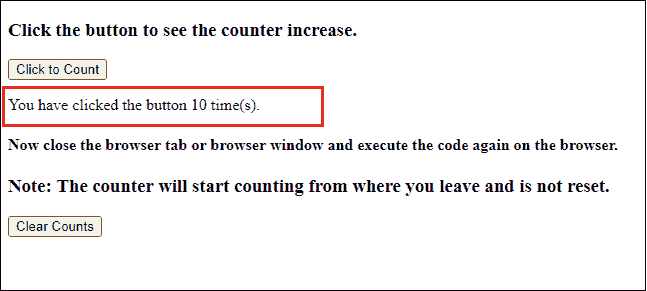 Click the button to see the counter increase.
Click to Count
You have clicked the button 10 time(s).
Now close the browser tab or browser window and execute the code again on the browser.
Note: The counter will start counting from where you leave and is not reset.
Clear Counts